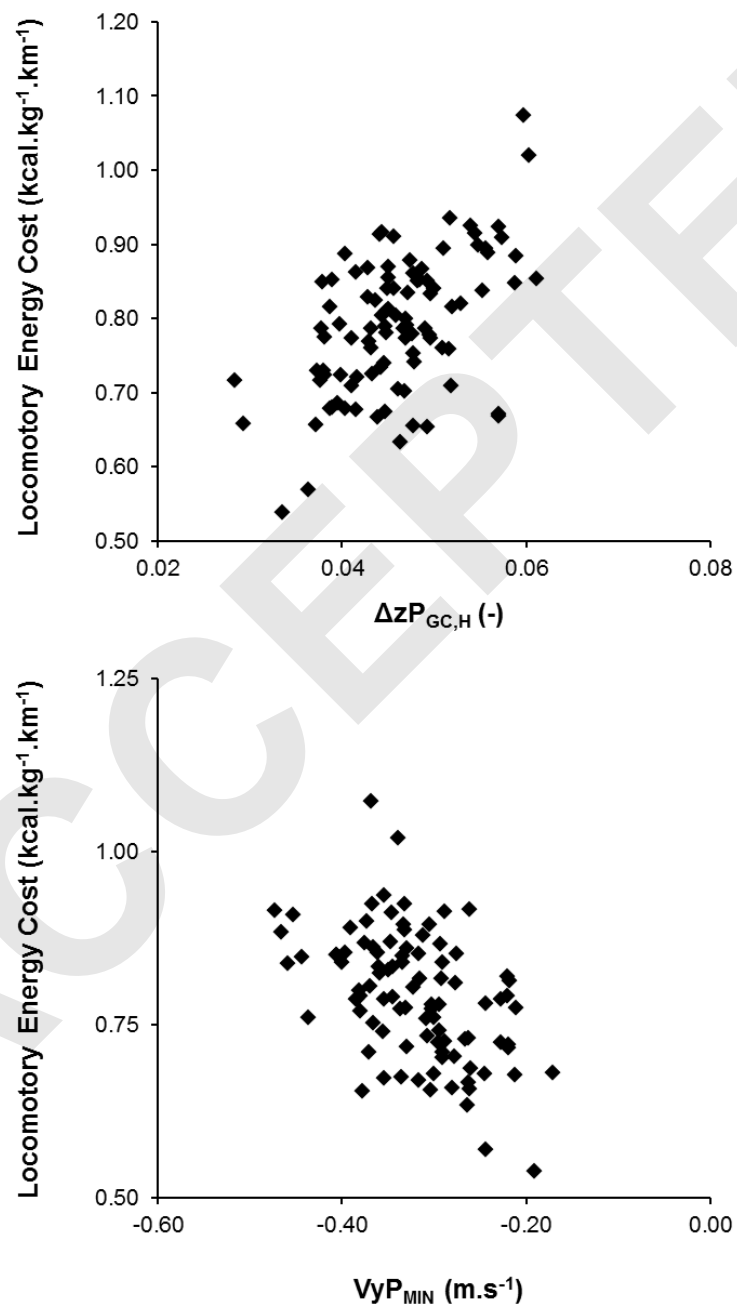 1.20
1.10
1.00
0.90
0.80
0.70
0.60
0.50
Locomotory Energy Cost (kcal.kg⁻¹.km⁻¹)
0.02 0.04 0.06 0.08
ΔzP_GC,H (-)
1.25
1.00
0.75
0.50
Locomotory Energy Cost (kcal.kg⁻¹.km⁻¹)
-0.60 -0.40 -0.20 0.00
VyP_MIN (m.s⁻¹)
ACCEPTE